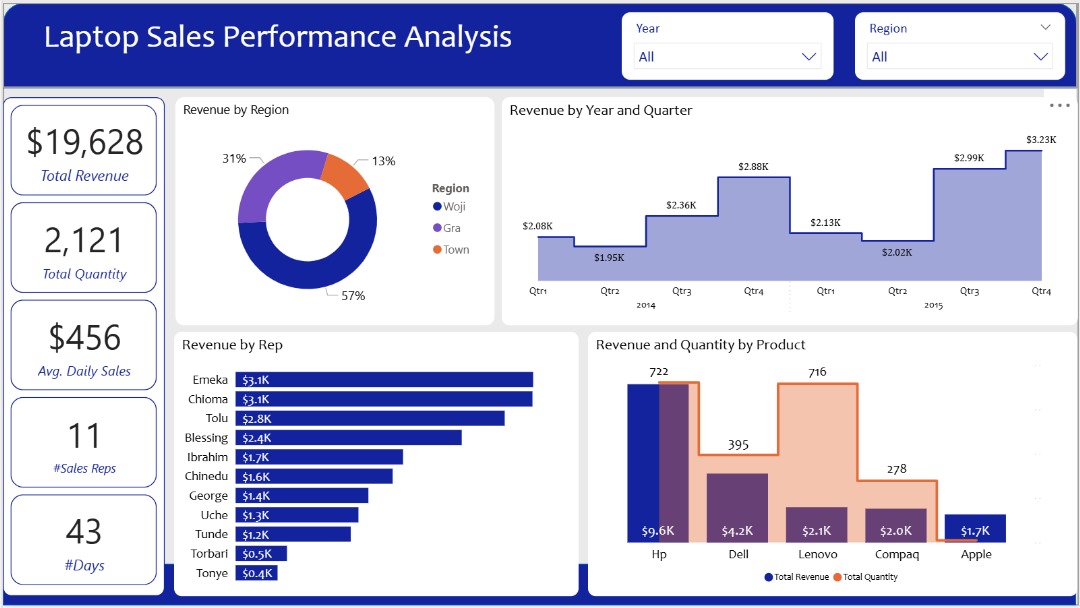 Laptop Sales Performance Analysis
Year
All
Region
All
$19,628
Total Revenue
2,121
Total Quantity
$456
Avg. Daily Sales
11
#Sales Reps
43
#Days
Revenue by Region
31%
13%
57%
Region
Woji
Gra
Town
Revenue by Year and Quarter
$2.08K
$1.95K
$2.36K
$2.88K
$2.13K
$2.02K
$2.99K
$3.23K
Qtr1 Qtr2 Qtr3 Qtr4 Qtr1 Qtr2 Qtr3 Qtr4
2014 2015
Revenue by Rep
Emeka $3.1K
Chioma $3.1K
Tolu $2.8K
Blessing $2.4K
Ibrahim $1.7K
Chinedu $1.6K
George $1.4K
Uche $1.3K
Tunde $1.2K
Torbari $0.5K
Tonye $0.4K
Revenue and Quantity by Product
722
395
716
278
$9.6K $4.2K $2.1K $2.0K $1.7K
Hp Dell Lenovo Compaq Apple
Total Revenue Total Quantity